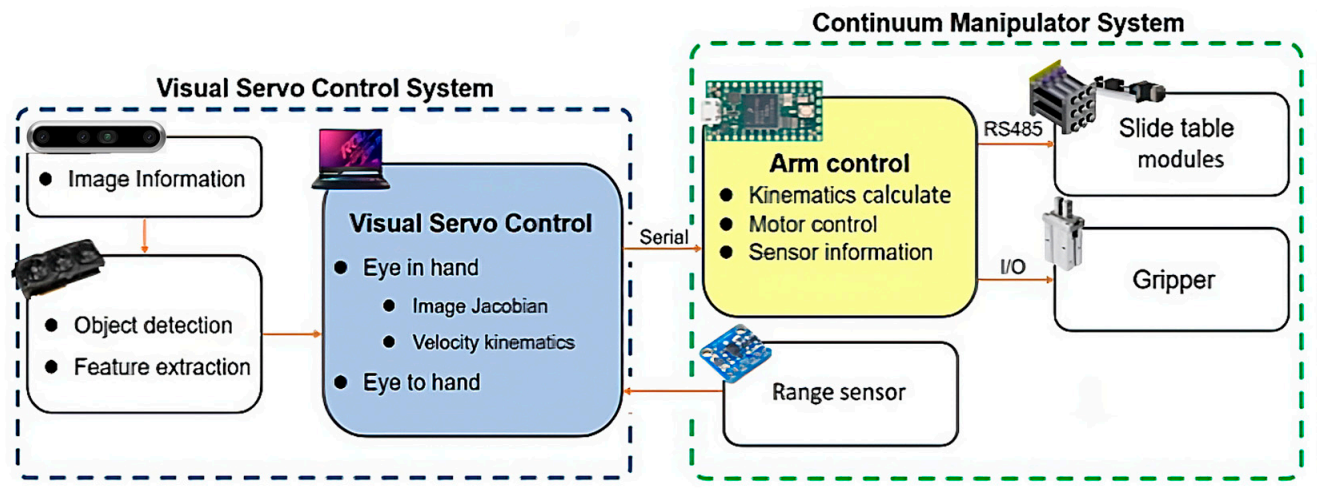 Continuum Manipulator System
Visual Servo Control System
Image Information
Object detection
Feature extraction
Visual Servo Control
Eye in hand
Image Jacobian
Velocity kinematics
Eye to hand
Serial
Arm control
Kinematics calculate
Motor control
Sensor information
RS485
Slide table
modules
I/O
Gripper
Range sensor